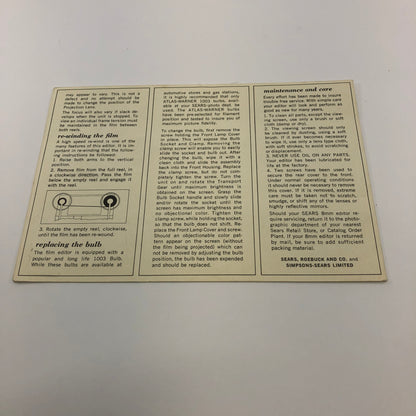 may appear to vary. This is not a
defect and no attempt should be
made to change the position of the
Projection Lens.
The focus will also vary if slack de-
velops when the unit is stopped. To
view an individual frame tension must
be maintained in the film between
both reels.
re-winding the film
A high speed re-wind is one of the
many features of this editor. It is im-
portant in re-winding that the follow-
ing instructions be followed:
1. Raise both arms to the vertical
position.
2. Remove film from the full reel, in
a clockwise direction. Pass the film
below the empty reel and engage it
with the reel.
3. Rotate the empty reel, clockwise,
until the film has been re-wound.
replacing the bulb
The film editor is equipped with a
popular and long life 1003 Bulb.
While these bulbs are available at
automotive stores and gas stations,
it is highly recommended that only
ATLAS-WARNER 1003 bulbs, avail-
able at your SEARS photo dept. be
used. The ATLAS-WARNER bulbs
have been pre-selected for filament
position and tested to insure you of
maximum picture fidelity.
To change the bulb, first remove the
screw holding the Front Lamp Cover
in place. This will expose the Bulb
Socket and Clamp. Removing the
clamp screw will enable you to easily
slide the socket and bulb out. After
changing the bulb, wipe it with a
clean cloth and slide the assembly
back into the Front Housing. Replace
the clamp screw, but do not com-
pletely tighten the screw. Turn the
unit on and rotate the Transport
Gear until maximum brightness is
obtained on the screen. Grasp the
Bulb Socket handle and slowly slide
and/or rotate the socket until the
screen has maximum brightness and
no objectional color. Tighten the
clamp screw, while holding the socket,
so that the bulb does not shift. Re-
place the Front Lamp Cover and screw.
Should an objectionable color pat-
tern appear on the screen (without
the film being projected) which can
not be removed by adjusting the bulb
position, the bulb has been expended
and should be replaced.
maintenance and care
Every effort has been made to insure
trouble free service. With simple care
your editor will look and perform as
good as new for many years.
1. To clean all parts, except the view-
ing screen, use only a brush or soft
cloth (damp or dry).
2. The viewing screen should only
be cleaned by dusting, using a soft
brush. If it ever becomes necessary
to wipe it, use only a lens type cloth,
with soft strokes, to avoid scratching
or displacement.
3. NEVER USE OIL ON ANY PARTS.
Your editor has been lubricated for
life at the factory.
4. Two screws have been used to
secure the rear cover to the front.
Under normal operating conditions
it should never be necessary to remove
this cover. If it is removed, extreme
care must be taken not to scratch,
smudge, or shift any of the lenses or
highly reflective mirrors.
Should your SEARS 8mm editor require
servicing, return it to the photo-
graphic department of your nearest
Sears Retail Store, or Catalog Order
Plant. If your 8mm editor is returned
by mail, be sure to add sufficient
packing material.
SEARS, ROEBUCK AND CO. and
SIMPSONS-SEARS LIMITED